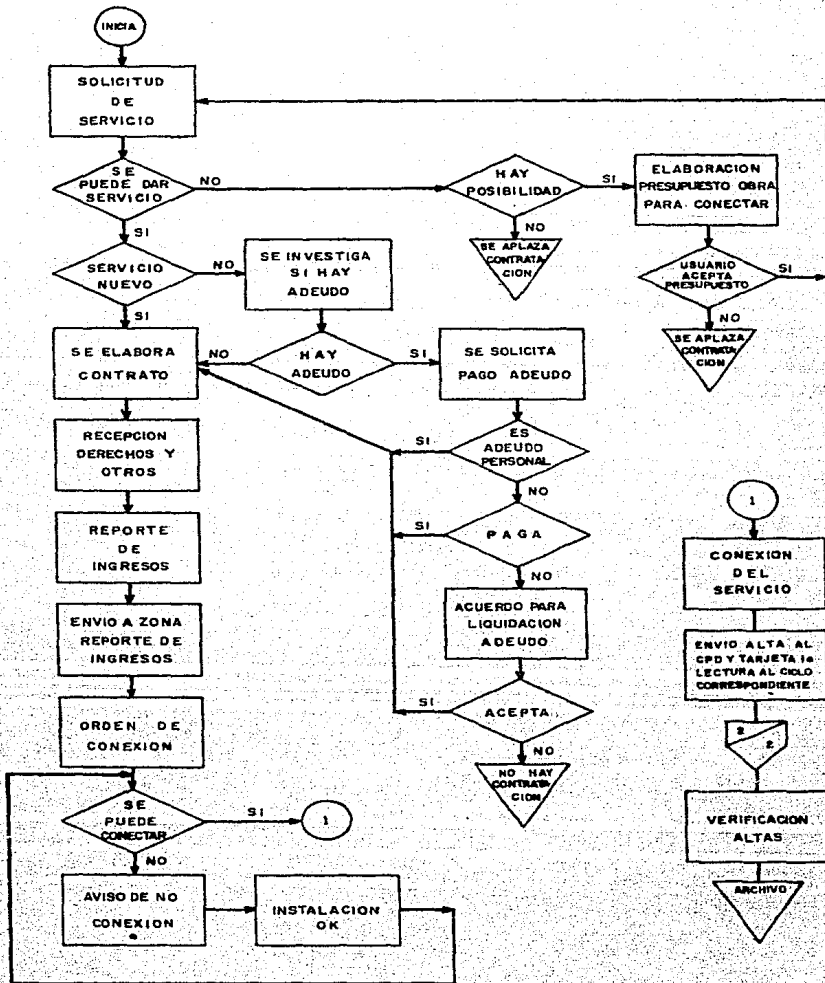 INICIA
SOLICITUD
DE
SERVICIO
SE
PUEDE DAR
SERVICIO
NO
HAY
POSIBILIDAD
SI
ELABORACION
PRESUPUESTO OBRA
PARA CONECTAR
SI
NO
SE APLAZA
CONTRATA
CION
USUARIO
ACEPTA
PRESUPUESTO
SI
NO
SE APLAZA
CONTRATA
CION
SERVICIO
NUEVO
NO
SE INVESTIGA
SI HAY
ADEUDO
SI
SE ELABORA
CONTRATO
NO
HAY
ADEUDO
SI
SE SOLICITA
PAGO ADEUDO
RECEPCION
DERECHOS Y
OTROS
SI
ES
ADEUDO
PERSONAL
NO
REPORTE
DE
INGRESOS
SI
PAGA
NO
ENVIO A ZONA
REPORTE DE
INGRESOS
ACUERDO PARA
LIQUIDACION
ADEUDO
ORDEN DE
CONEXION
SI
ACEPTA
NO
NO HAY
CONTRATA
CION
SE
PUEDE
CONECTAR
SI
1
NO
AVISO DE NO
CONEXION
INSTALACION
OK
1
CONEXION
DEL
SERVICIO
ENVIO ALTA AL
CPD Y TARJETA 1a
LECTURA AL CICLO
CORRESPONDIENTE
2
2
VERIFICACION
ALTAS
ARCHIVO